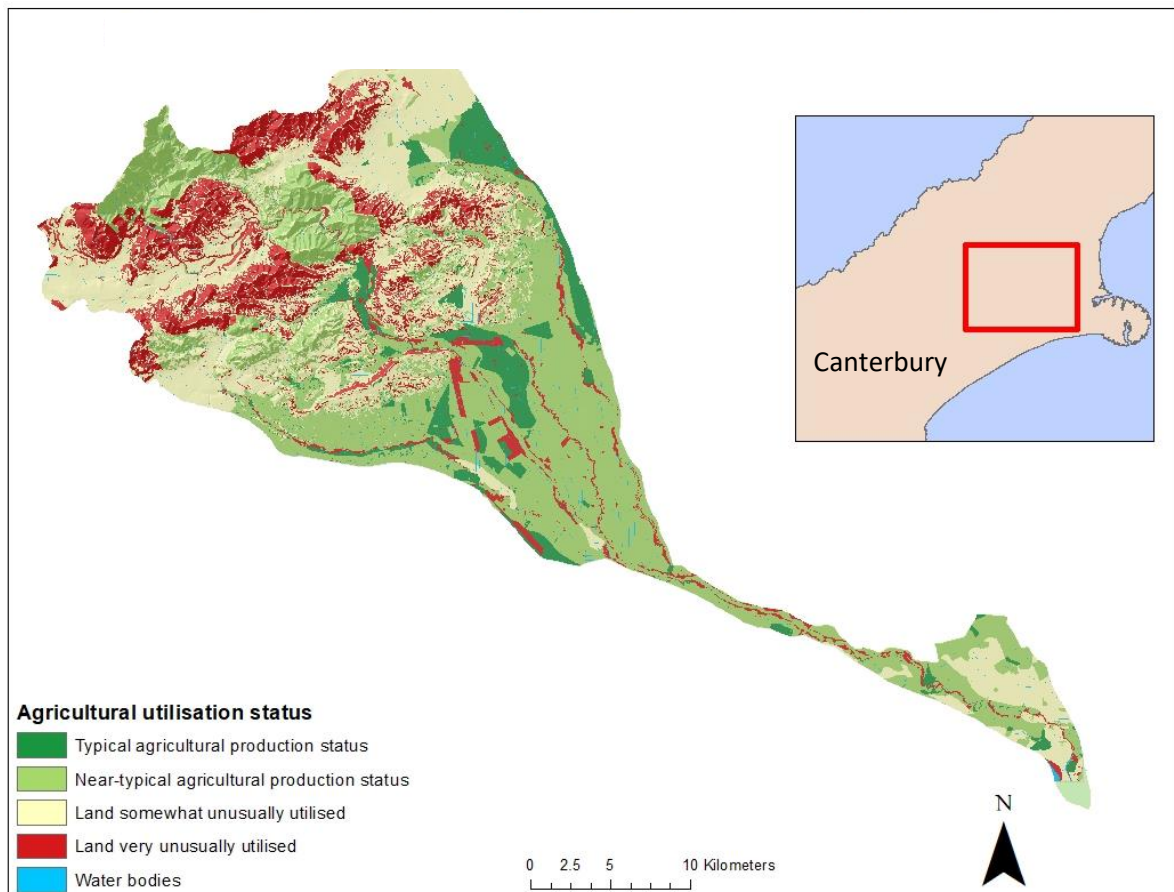 Canterbury
Agricultural utilisation status
Typical agricultural production status
Near-typical agricultural production status
Land somewhat unusually utilised
Land very unusually utilised
Water bodies
0 2.5 5 10 Kilometers
N